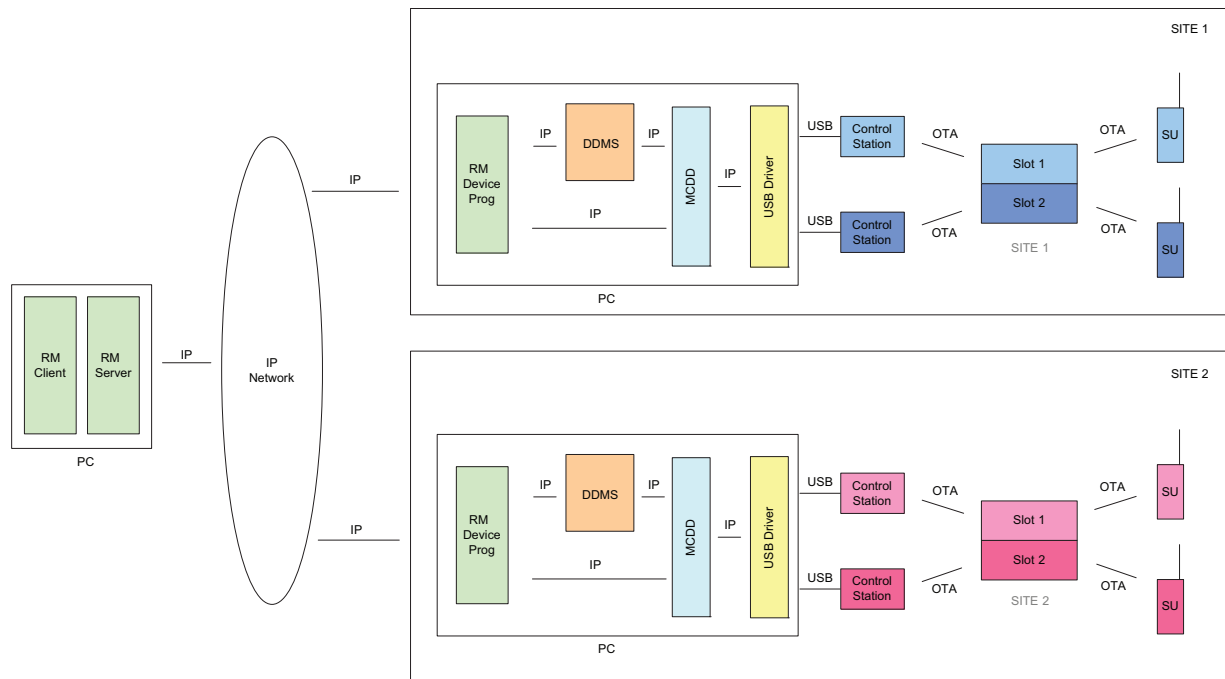 SITE 1
IP
RM
Device
Prog
IP
DDMS
IP
IP
MCDD
IP
USB Driver
PC
USB
Control
Station
USB
Control
Station
OTA
OTA
Slot 1
Slot 2
SITE 1
OTA
OTA
SU
SU
RM
Client
RM
Server
PC
IP
IP
Network
SITE 2
IP
RM
Device
Prog
IP
DDMS
IP
IP
MCDD
IP
USB Driver
PC
USB
Control
Station
USB
Control
Station
OTA
OTA
Slot 1
Slot 2
SITE 2
OTA
OTA
SU
SU